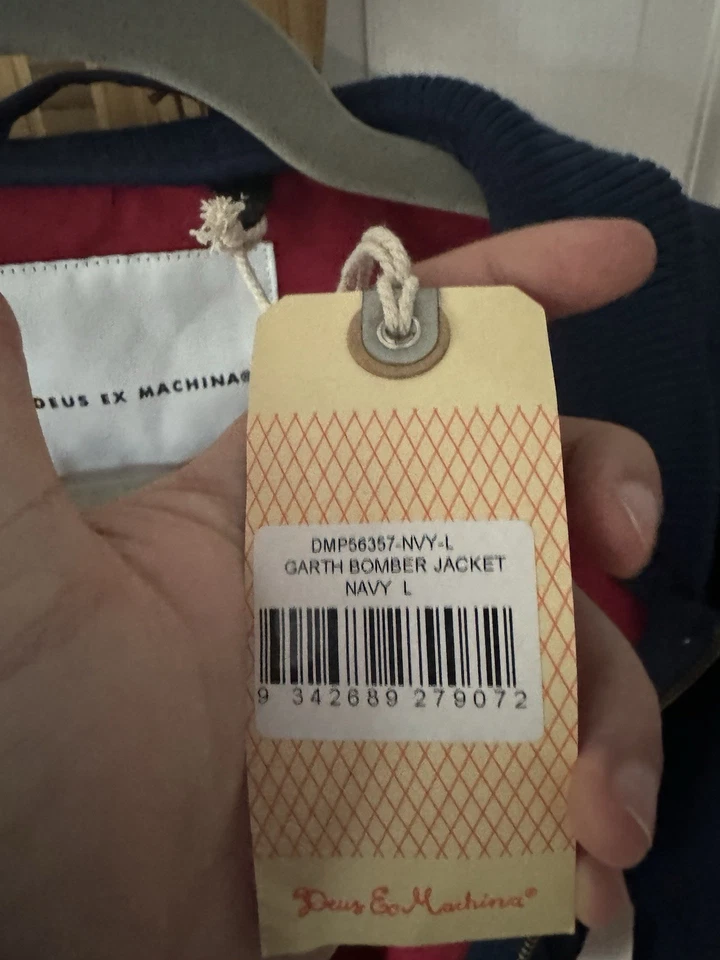 DEUS EX MACHINA®
DMP56357-NVY-L
GARTH BOMBER JACKET
NAVY L
9 342689 279072
Deus Ex Machina®